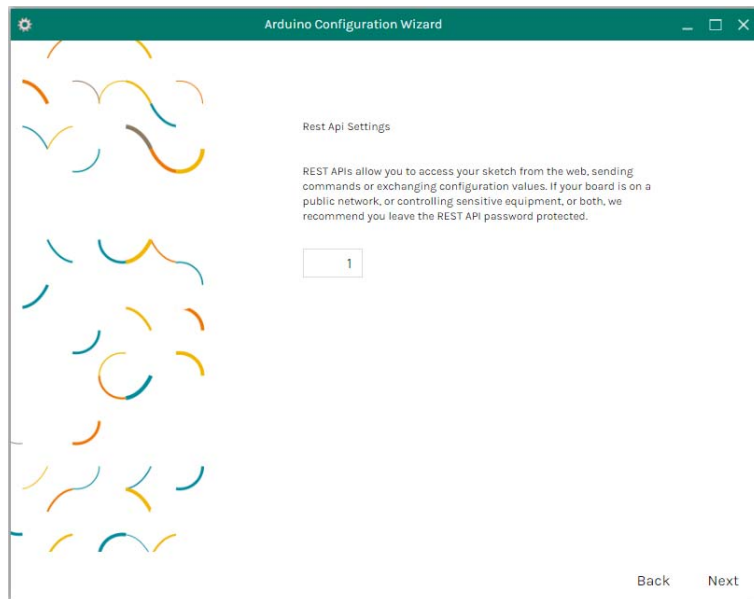 Arduino Configuration Wizard
Rest Api Settings
REST APIs allow you to access your sketch from the web, sending
commands or exchanging configuration values. If your board is on a
public network, or controlling sensitive equipment, or both, we
recommend you leave the REST API password protected.
1
Back Next